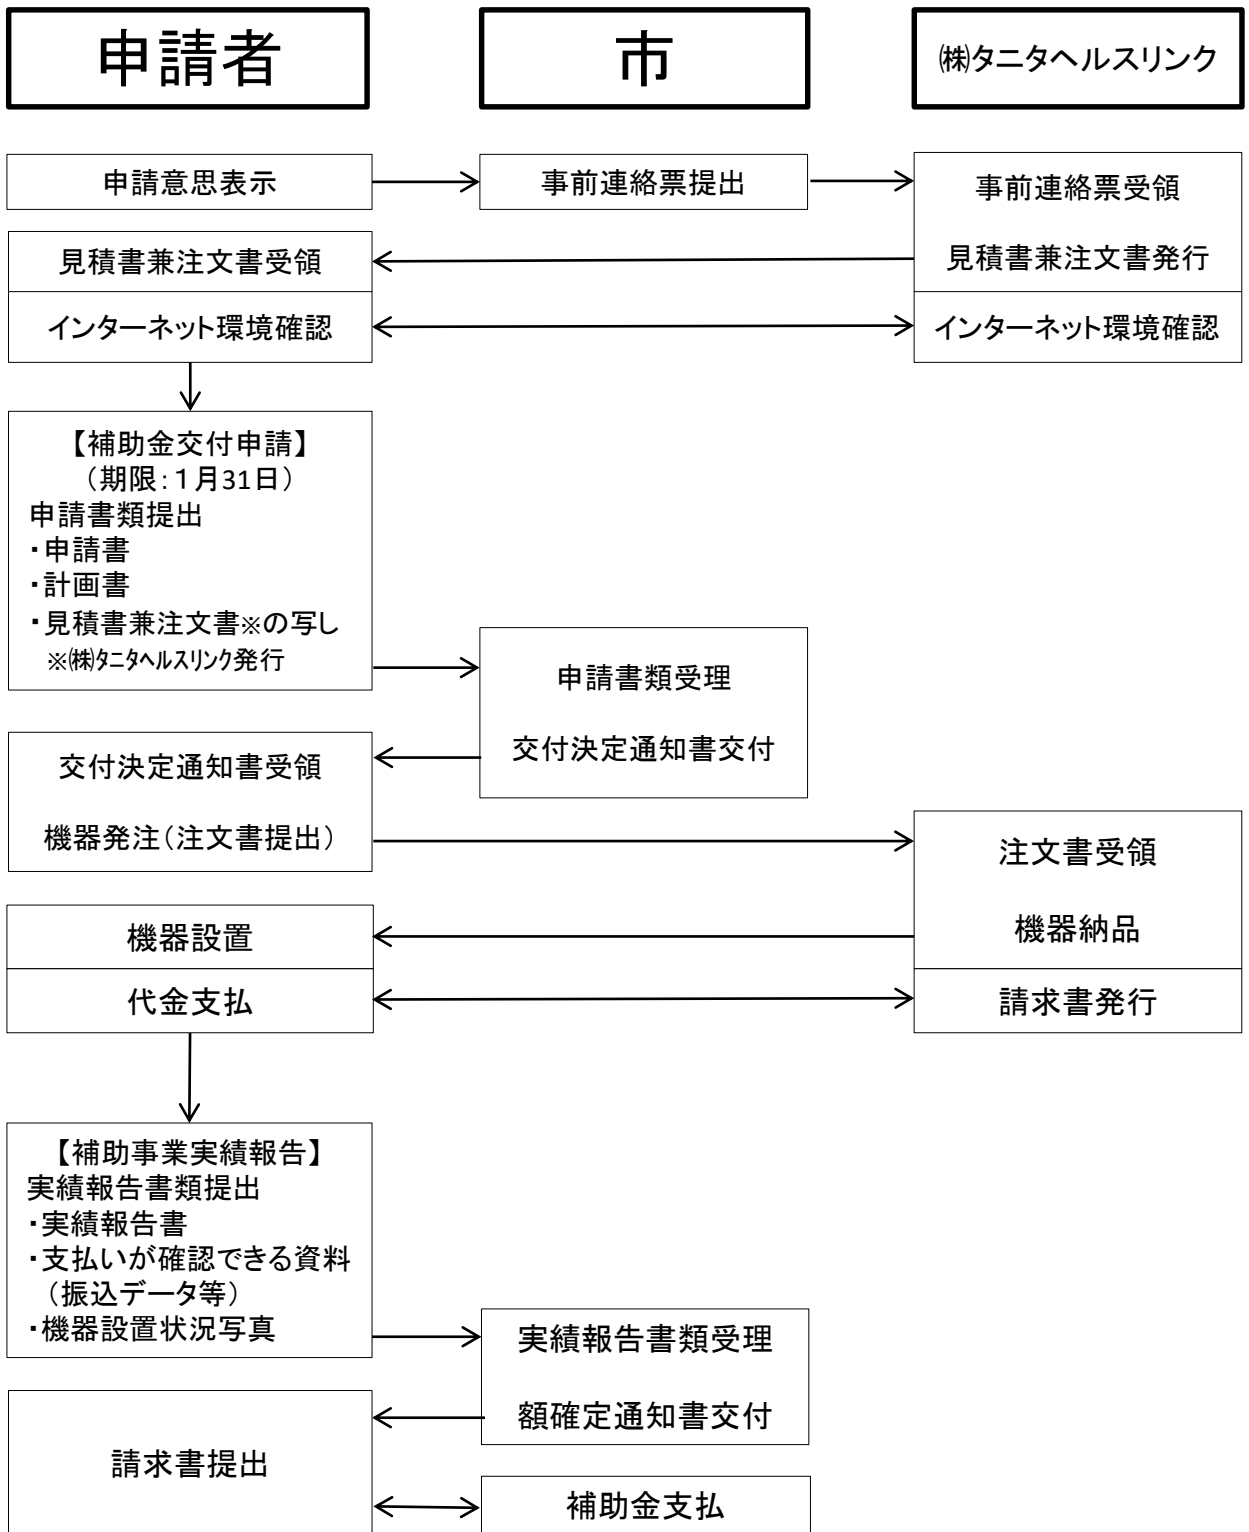 申請者
市
㈱タニタヘルスリンク
申請意思表示
事前連絡票提出
事前連絡票受領
見積書兼注文書受領
見積書兼注文書発行
インターネット環境確認
インターネット環境確認
【補助金交付申請】
（期限：１月31日）
申請書類提出
・申請書
・計画書
・見積書兼注文書※の写し
※㈱タニタヘルスリンク発行
申請書類受理
交付決定通知書交付
交付決定通知書受領
機器発注（注文書提出）
注文書受領
機器納品
機器設置
代金支払
請求書発行
【補助事業実績報告】
実績報告書類提出
・実績報告書
・支払いが確認できる資料
（振込データ等）
・機器設置状況写真
実績報告書類受理
額確定通知書交付
請求書提出
補助金支払